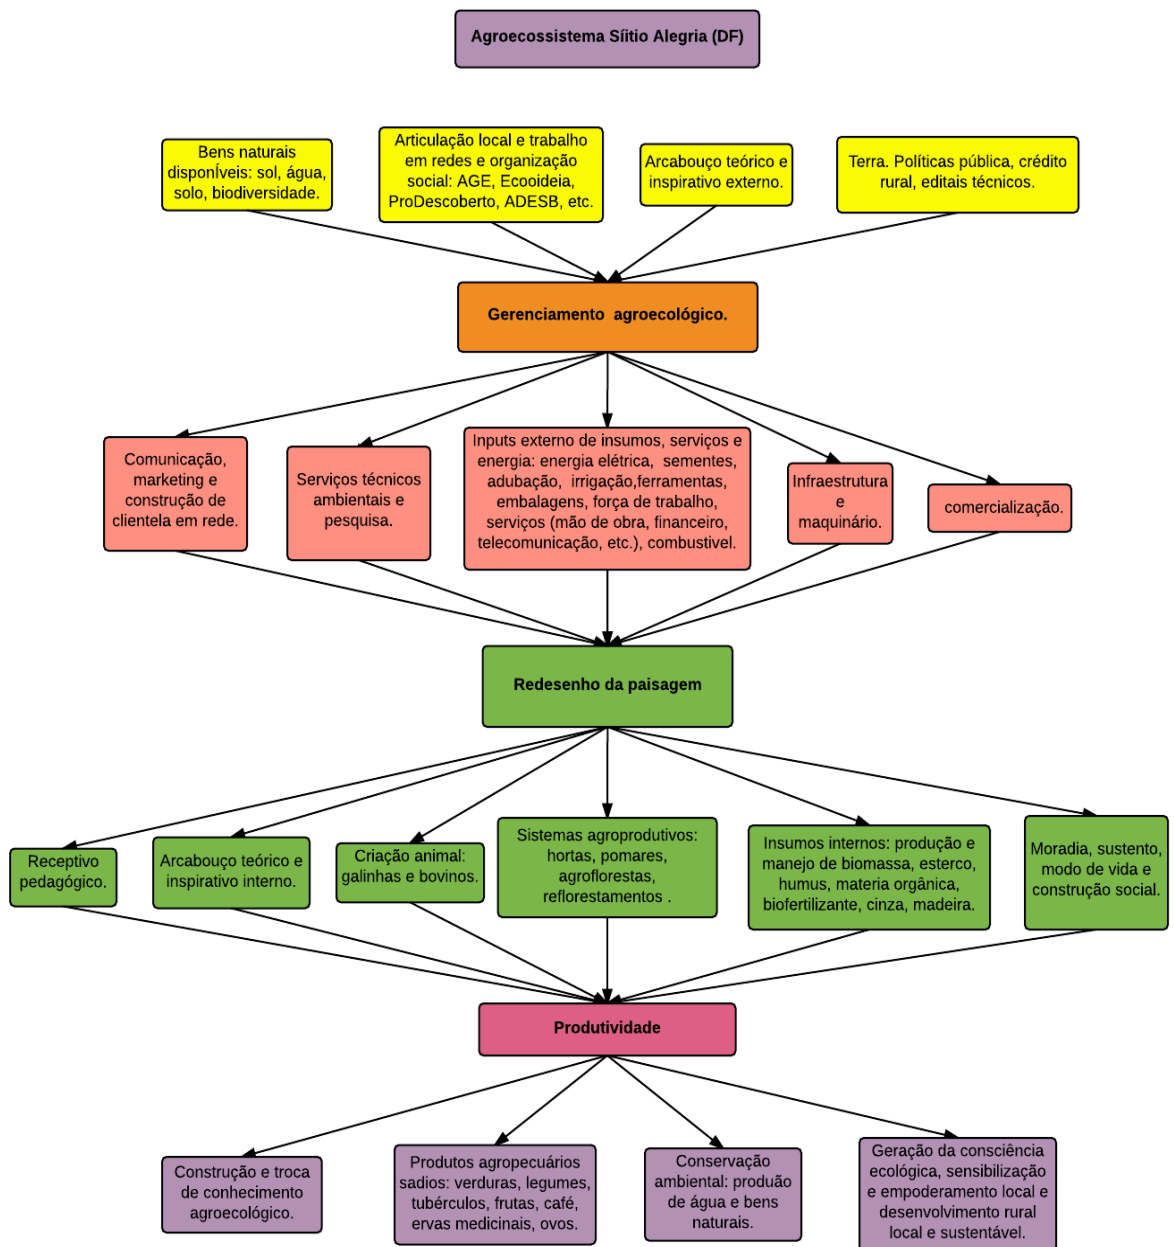 Agroecossistema Síitio Alegria (DF)
Bens naturais
disponÍveis: sol, água,
solo, biodiversidade.
Articulação local e trabalho
em redes e organização
social: AGE, Ecooideia,
ProDescoberto, ADESB, etc.
Arcabouço teórico e
inspirativo externo.
Terra. Políticas pública, crédito
rural, editais técnicos.
Gerenciamento  agroecológico.
Comunicação,
marketing e
construção de
clientela em rede.
Serviços técnicos
ambientais e
pesquisa.
Inputs externo de insumos, serviços e
energia: energia elétrica,  sementes,
adubação,  irrigação,ferramentas,
embalagens, força de trabalho,
serviços (mão de obra, financeiro,
telecomunicação, etc.), combustivel.
Infraestrutura
e
maquinário.
comercialização.
Redesenho da paisagem
Receptivo
pedagógico.
Arcabouço teórico e
inspirativo interno.
Criação animal:
galinhas e bovinos.
Sistemas agroprodutivos:
hortas, pomares,
agroflorestas,
reflorestamentos .
Insumos internos: produção e
manejo de biomassa, esterco,
humus, materia orgânica,
biofertilizante, cinza, madeira.
Moradia, sustento,
modo de vida e
construção social.
Produtividade
Construção e troca
de conhecimento
agroecológico.
Produtos agropecuários
sadios: verduras, legumes,
tubérculos, frutas, café,
ervas medicinais, ovos.
Conservação
ambiental: produão
de água e bens
naturais.
Geração da consciência
ecológica, sensibilização
e empoderamento local e
desenvolvimento rural
local e sustentável.